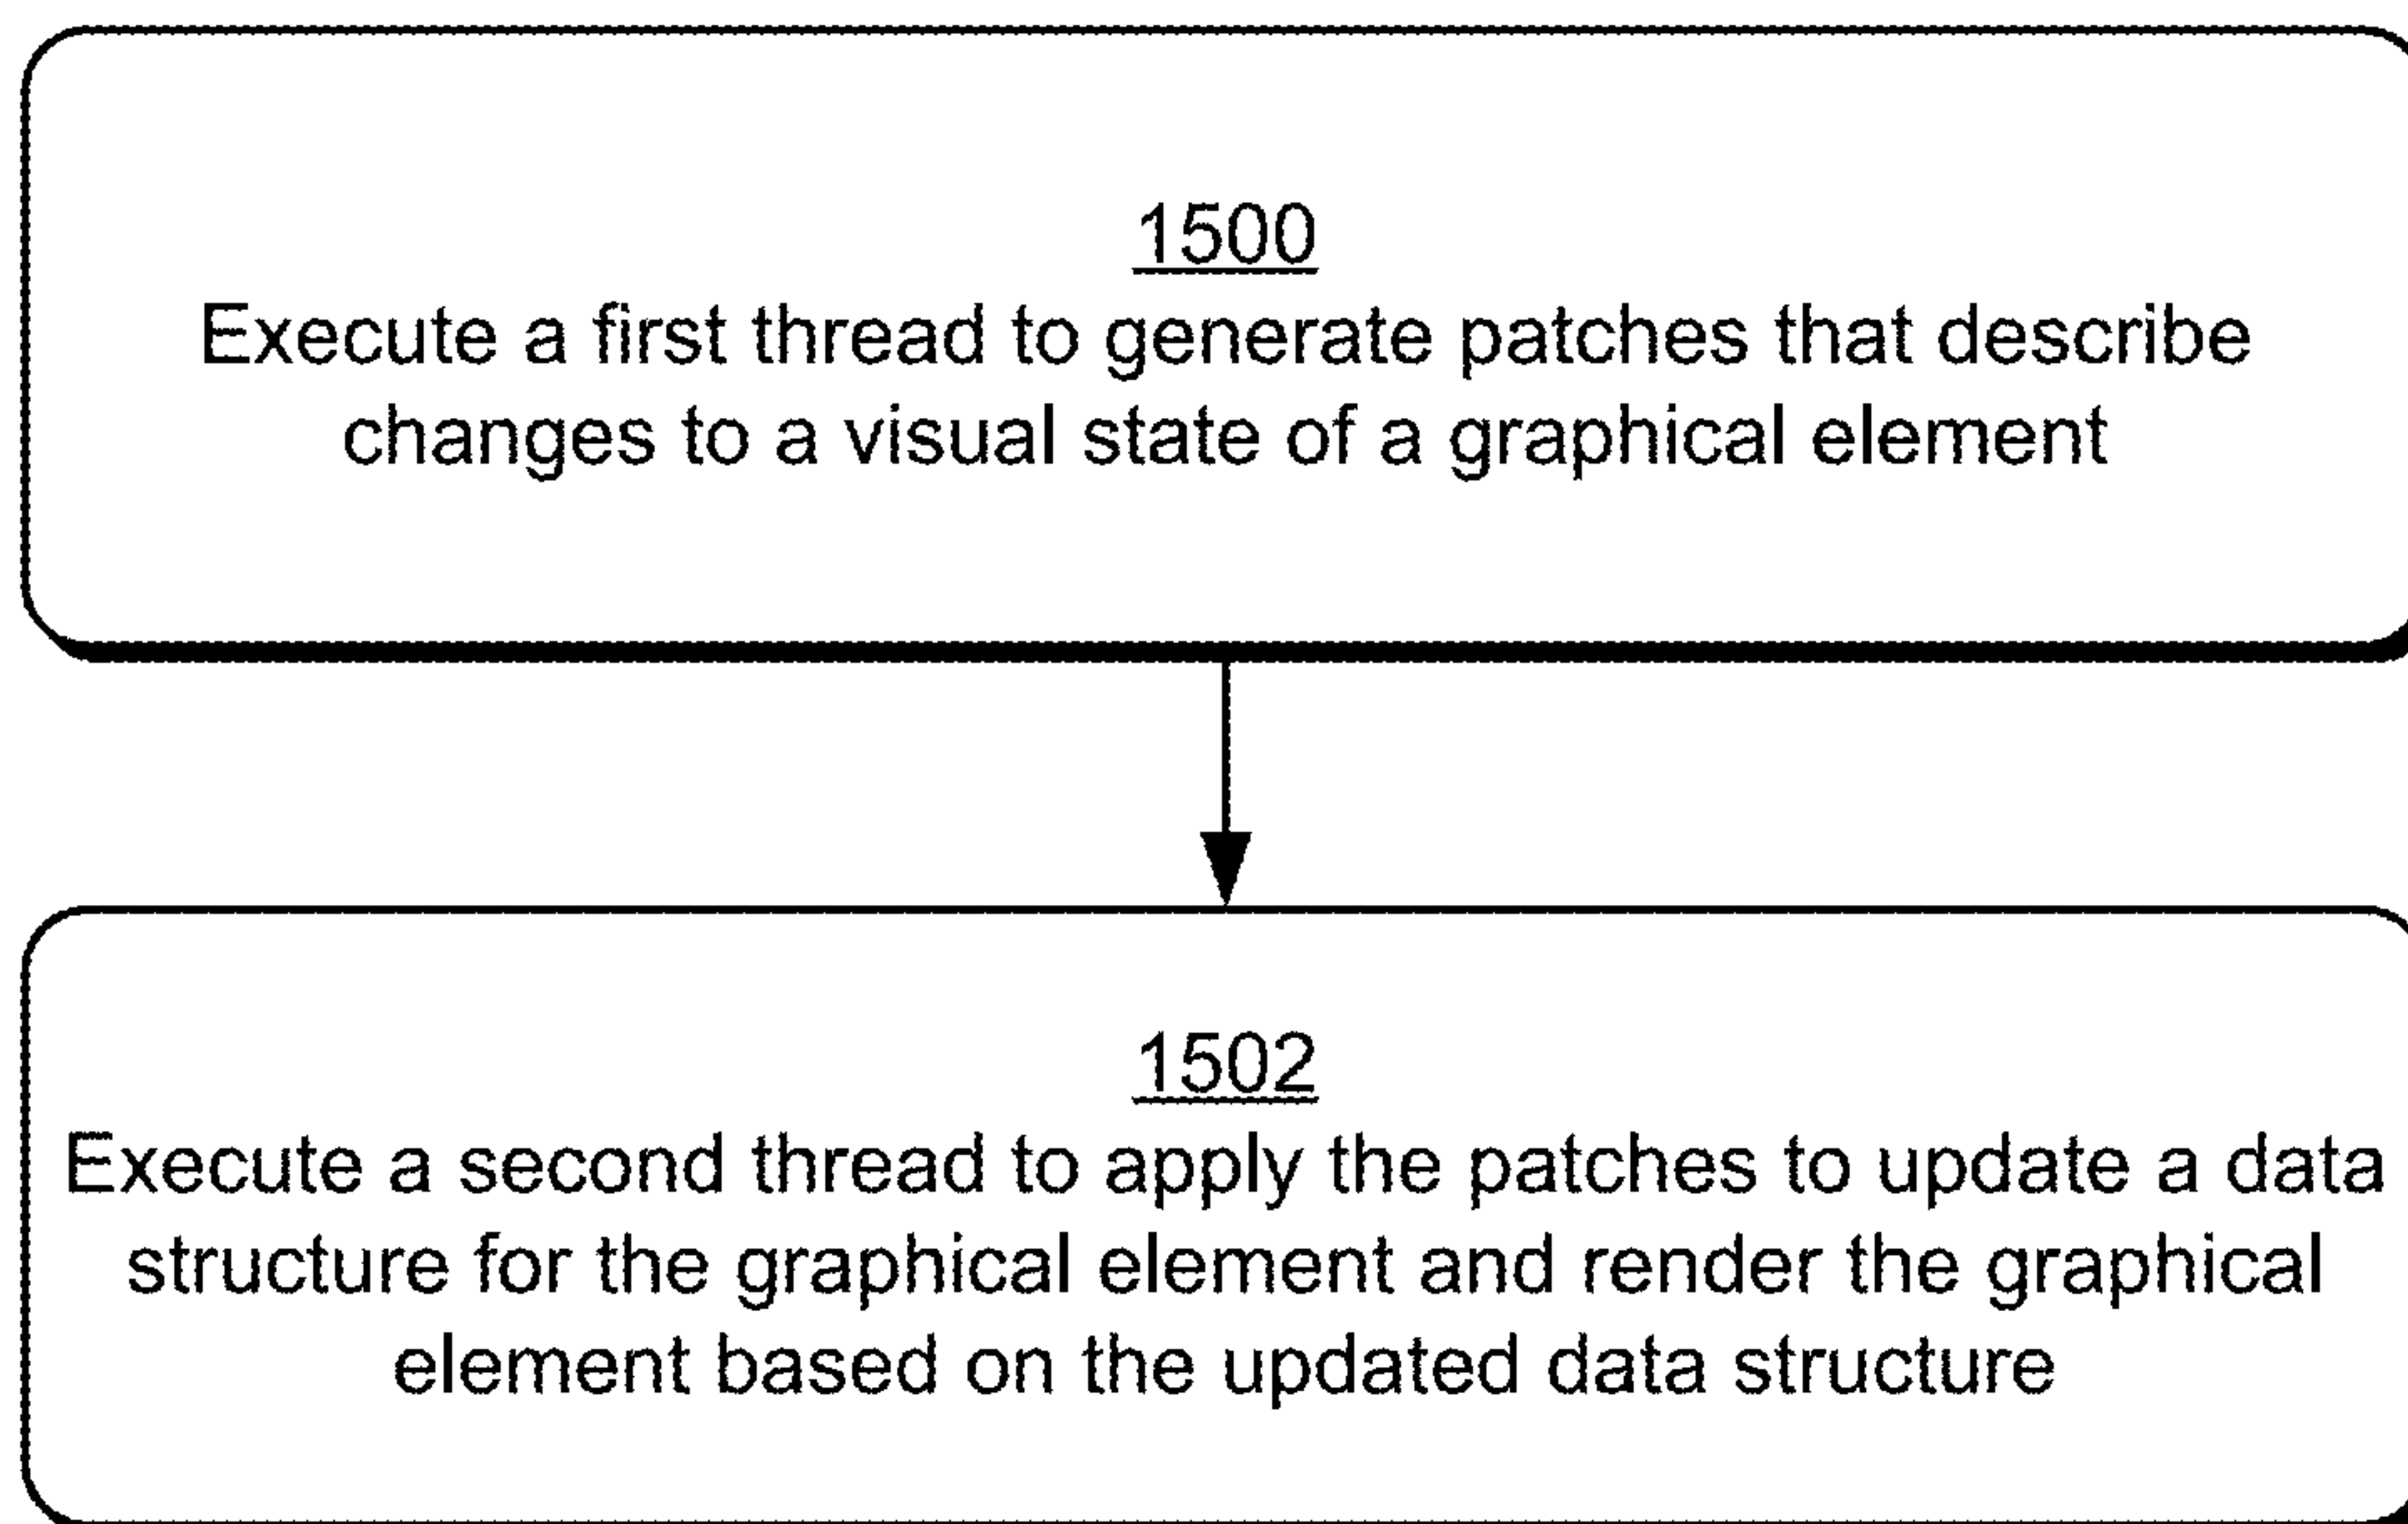 1500
Execute a first thread to generate patches that describe
changes to a visual state of a graphical element
1502
Execute a second thread to apply the patches to update a data
structure for the graphical element and render the graphical
element based on the updated data structure